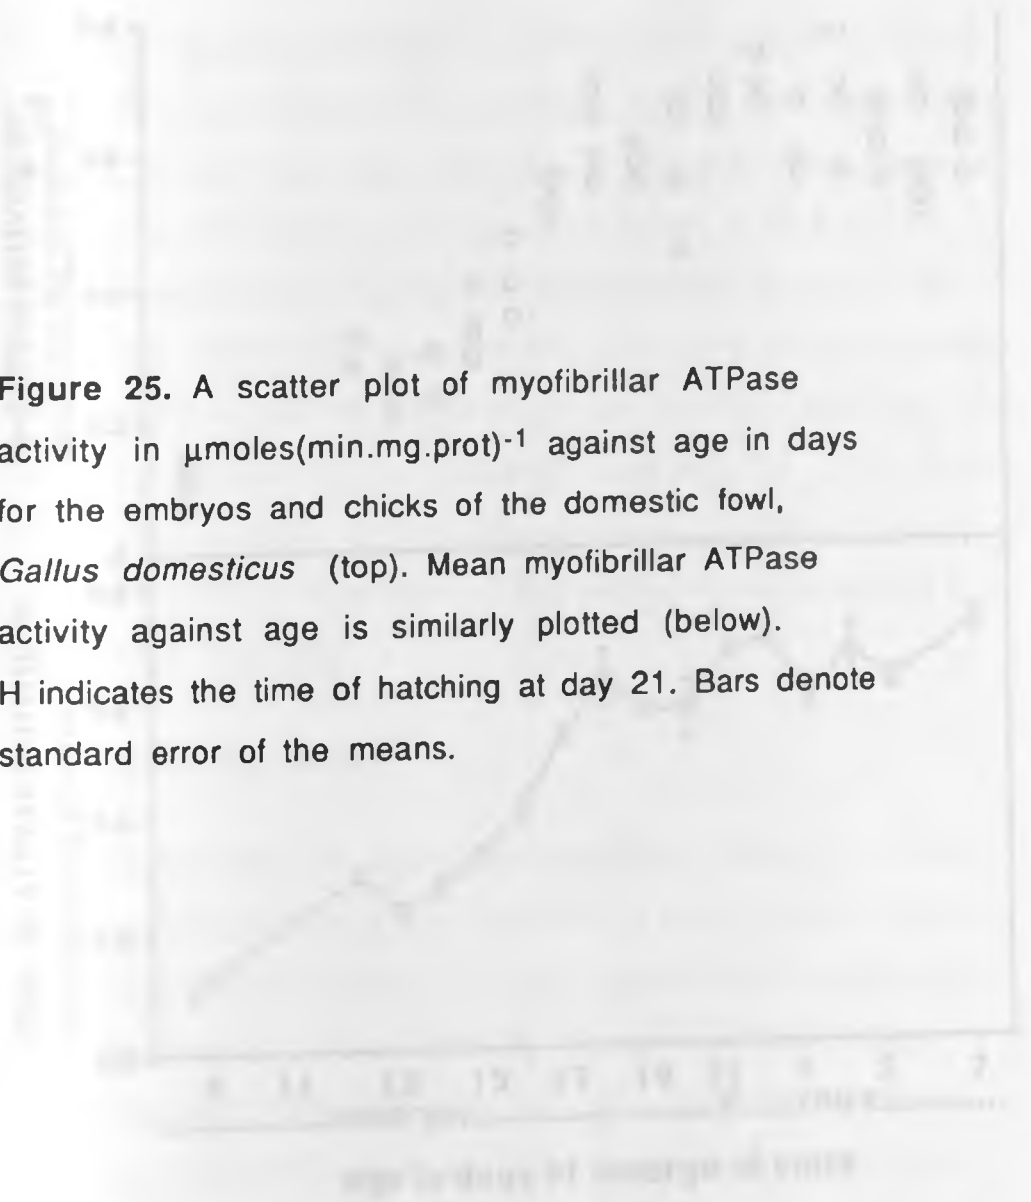 Figure 25. A scatter plot of myofibrillar ATPase
activity in µmoles(min.mg.prot)-1 against age in days
for the embryos and chicks of the domestic fowl,
Gallus domesticus (top). Mean myofibrillar ATPase
activity against age is similarly plotted (below).
H indicates the time of hatching at day 21. Bars denote
standard error of the means.